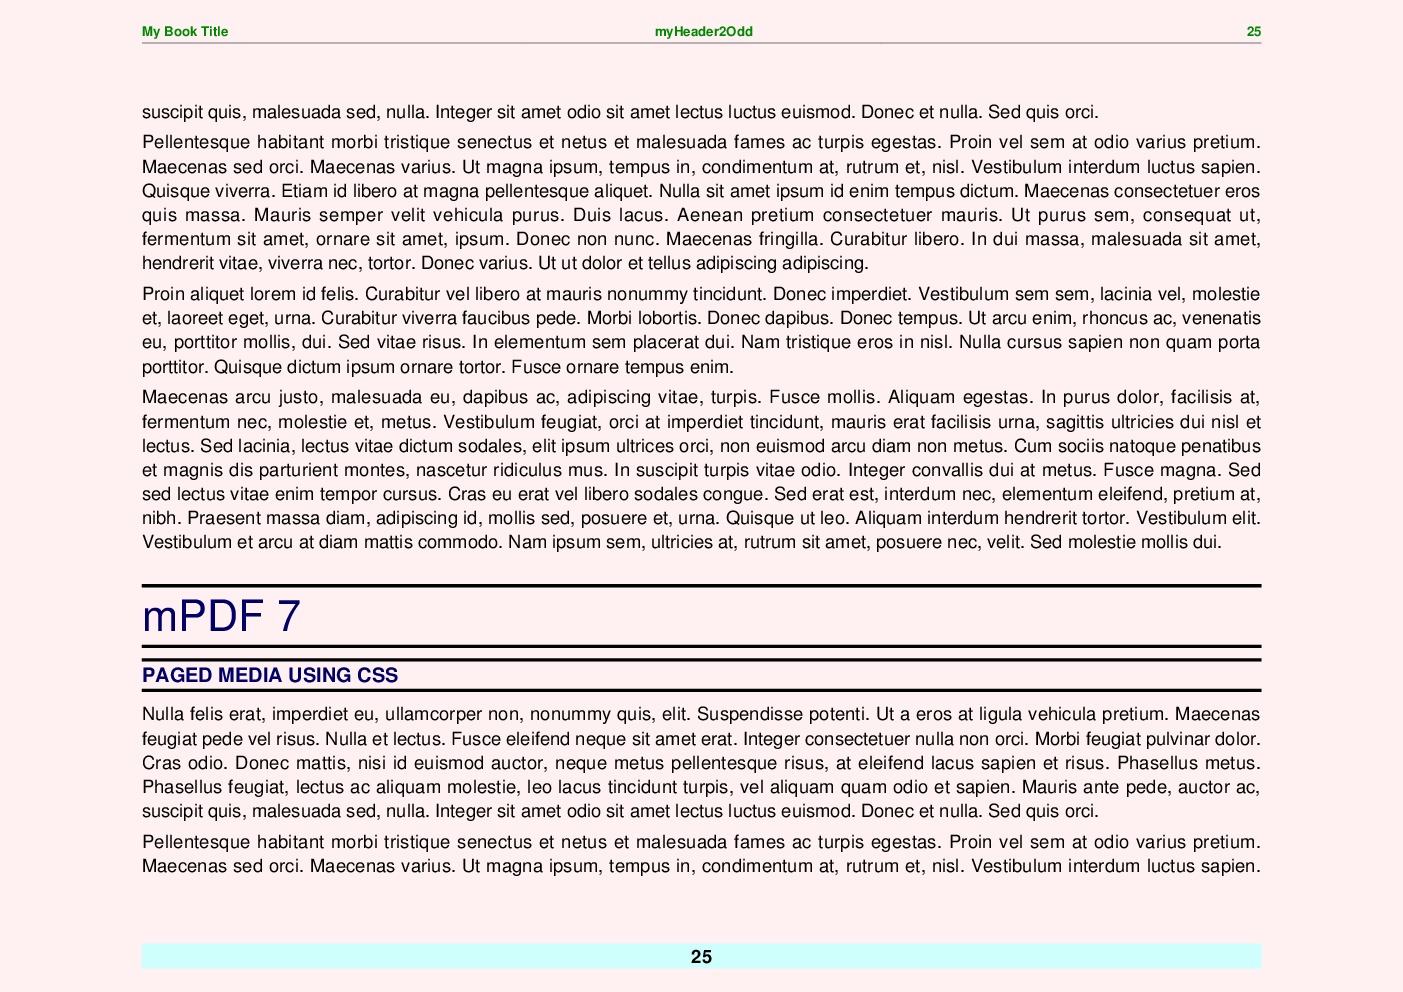 My Book Title myHeader2Odd 25
suscipit quis, malesuada sed, nulla. Integer sit amet odio sit amet lectus luctus euismod. Donec et nulla. Sed quis orci.
Pellentesque habitant morbi tristique senectus et netus et malesuada fames ac turpis egestas. Proin vel sem at odio varius pretium.
Maecenas sed orci. Maecenas varius. Ut magna ipsum, tempus in, condimentum at, rutrum et, nisl. Vestibulum interdum luctus sapien.
Quisque viverra. Etiam id libero at magna pellentesque aliquet. Nulla sit amet ipsum id enim tempus dictum. Maecenas consectetuer eros
quis massa. Mauris semper velit vehicula purus. Duis lacus. Aenean pretium consectetuer mauris. Ut purus sem, consequat ut,
fermentum sit amet, ornare sit amet, ipsum. Donec non nunc. Maecenas fringilla. Curabitur libero. In dui massa, malesuada sit amet,
hendrerit vitae, viverra nec, tortor. Donec varius. Ut ut dolor et tellus adipiscing adipiscing.
Proin aliquet lorem id felis. Curabitur vel libero at mauris nonummy tincidunt. Donec imperdiet. Vestibulum sem sem, lacinia vel, molestie
et, laoreet eget, urna. Curabitur viverra faucibus pede. Morbi lobortis. Donec dapibus. Donec tempus. Ut arcu enim, rhoncus ac, venenatis
eu, porttitor mollis, dui. Sed vitae risus. In elementum sem placerat dui. Nam tristique eros in nisl. Nulla cursus sapien non quam porta
porttitor. Quisque dictum ipsum ornare tortor. Fusce ornare tempus enim.
Maecenas arcu justo, malesuada eu, dapibus ac, adipiscing vitae, turpis. Fusce mollis. Aliquam egestas. In purus dolor, facilisis at,
fermentum nec, molestie et, metus. Vestibulum feugiat, orci at imperdiet tincidunt, mauris erat facilisis urna, sagittis ultricies dui nisl et
lectus. Sed lacinia, lectus vitae dictum sodales, elit ipsum ultrices orci, non euismod arcu diam non metus. Cum sociis natoque penatibus
et magnis dis parturient montes, nascetur ridiculus mus. In suscipit turpis vitae odio. Integer convallis dui at metus. Fusce magna. Sed
sed lectus vitae enim tempor cursus. Cras eu erat vel libero sodales congue. Sed erat est, interdum nec, elementum eleifend, pretium at,
nibh. Praesent massa diam, adipiscing id, mollis sed, posuere et, urna. Quisque ut leo. Aliquam interdum hendrerit tortor. Vestibulum elit.
Vestibulum et arcu at diam mattis commodo. Nam ipsum sem, ultricies at, rutrum sit amet, posuere nec, velit. Sed molestie mollis dui.
mPDF 7
PAGED MEDIA USING CSS
Nulla felis erat, imperdiet eu, ullamcorper non, nonummy quis, elit. Suspendisse potenti. Ut a eros at ligula vehicula pretium. Maecenas
feugiat pede vel risus. Nulla et lectus. Fusce eleifend neque sit amet erat. Integer consectetuer nulla non orci. Morbi feugiat pulvinar dolor.
Cras odio. Donec mattis, nisi id euismod auctor, neque metus pellentesque risus, at eleifend lacus sapien et risus. Phasellus metus.
Phasellus feugiat, lectus ac aliquam molestie, leo lacus tincidunt turpis, vel aliquam quam odio et sapien. Mauris ante pede, auctor ac,
suscipit quis, malesuada sed, nulla. Integer sit amet odio sit amet lectus luctus euismod. Donec et nulla. Sed quis orci.
Pellentesque habitant morbi tristique senectus et netus et malesuada fames ac turpis egestas. Proin vel sem at odio varius pretium.
Maecenas sed orci. Maecenas varius. Ut magna ipsum, tempus in, condimentum at, rutrum et, nisl. Vestibulum interdum luctus sapien.
25